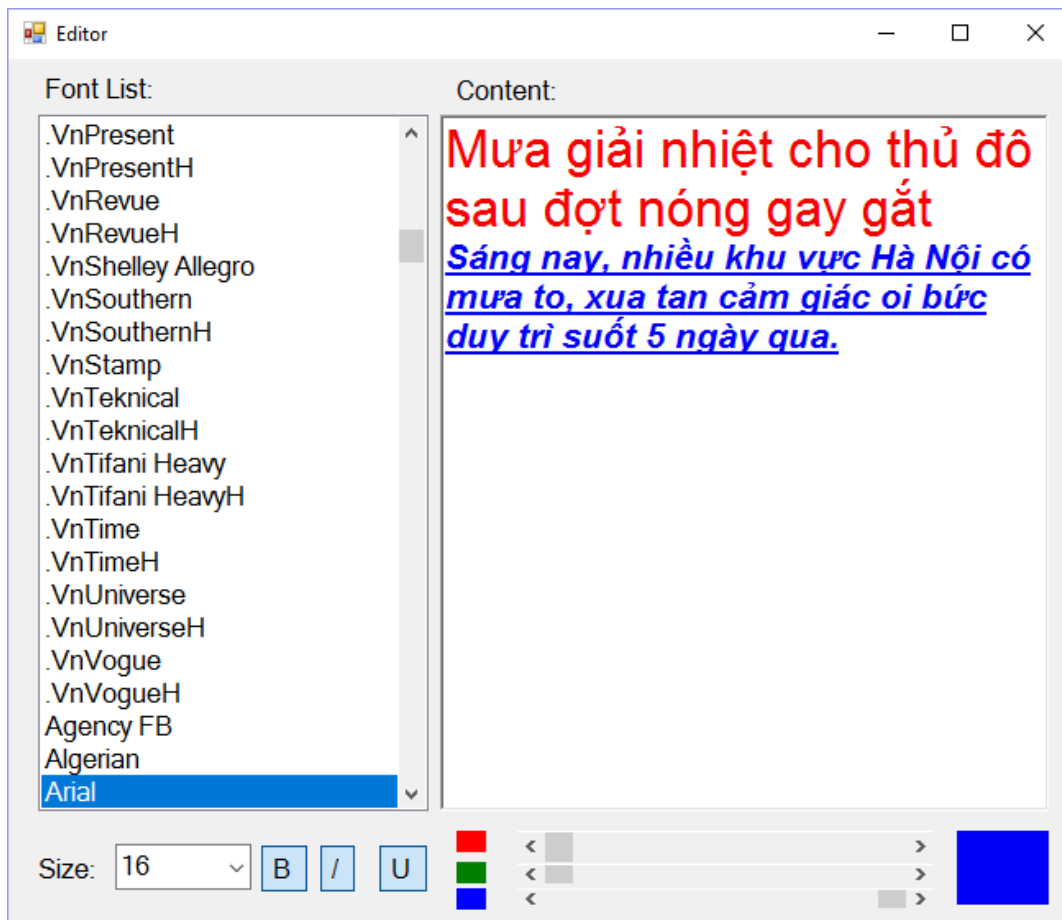 Editor
Font List:
.VnPresent
.VnPresentH
.VnRevue
.VnRevueH
.VnShelley Allegro
.VnSouthern
.VnSouthernH
.VnStamp
.VnTeknical
.VnTeknicalH
.VnTifani Heavy
.VnTifani HeavyH
.VnTime
.VnTimeH
.VnUniverse
.VnUniverseH
.VnVogue
.VnVogueH
Agency FB
Algerian
Arial
Content:
Mưa giải nhiệt cho thủ đô
sau đợt nóng gay gắt
Sáng nay, nhiều khu vực Hà Nội có
mưa to, xua tan cảm giác oi bức
duy trì suốt 5 ngày qua.
Size: 16 B I U